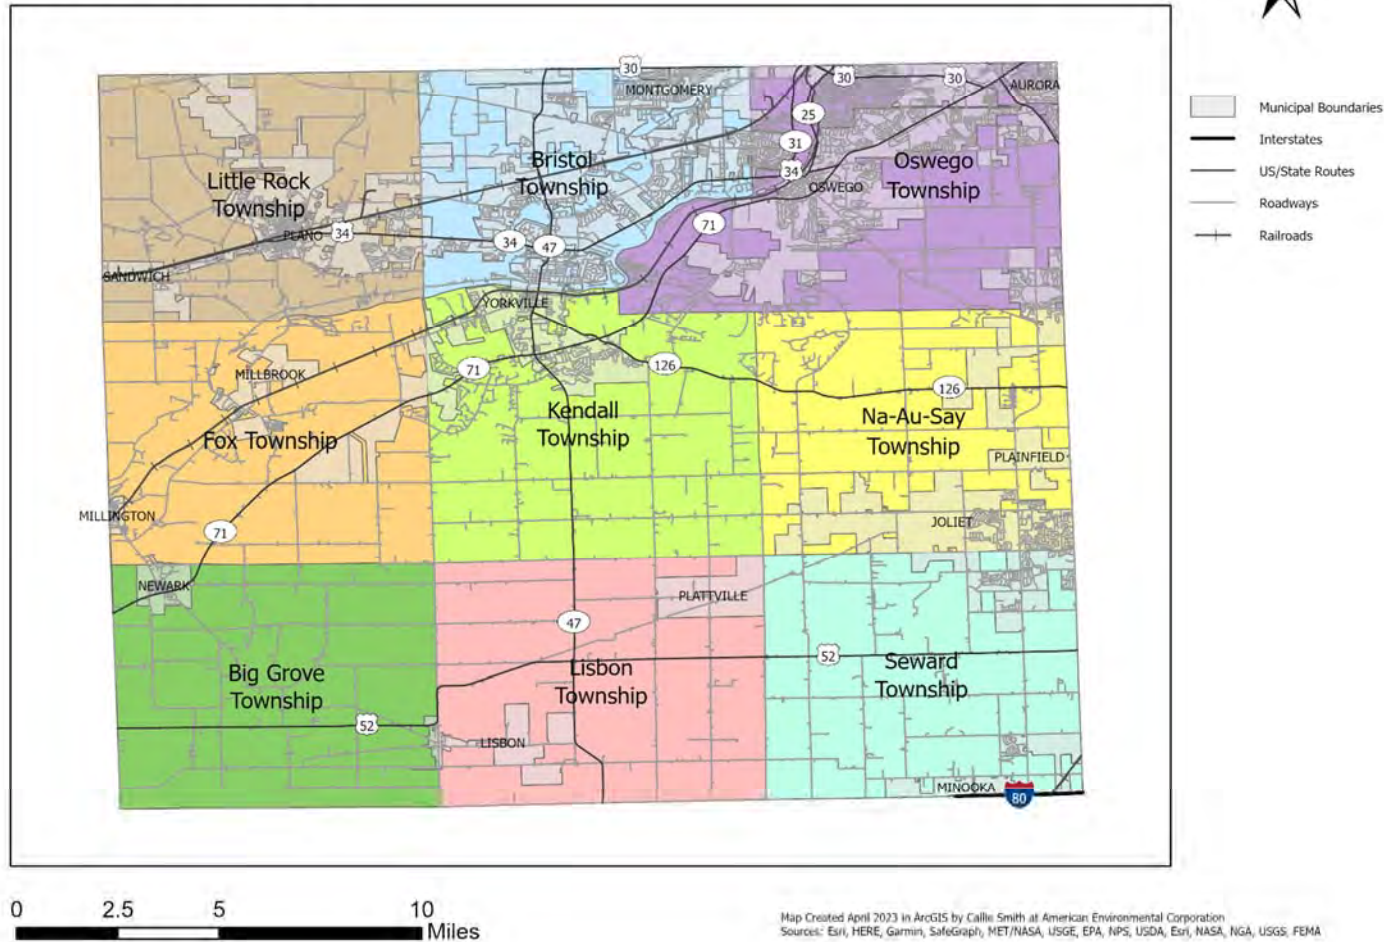 30
MONTGOMERY
30
30
AURORA
25
31
34
Bristol
Township
Oswego
Township
OSWEGO
Little Rock
Township
PLANO
34
34
47
71
SANDWICH
YORKVILLE
MILLBROOK
71
126
126
Kendall
Township
Na-Au-Say
Township
Fox Township
PLAINFIELD
MILLINGTON
71
JOLIET
NEWARK
PLATTVILLE
47
52
Big Grove
Township
Lisbon
Township
Seward
Township
52
LISBON
MINOOKA
80
Municipal Boundaries
Interstates
US/State Routes
Roadways
Railroads
0 2.5 5 10
Miles
Map Created April 2023 in ArcGIS by Callie Smith at American Environmental Corporation
Sources: Esri, HERE, Garmin, SafeGraph, MET/NASA, USGE, EPA, NPS, USDA, Esri, NASA, NGA, USGS, FEMA